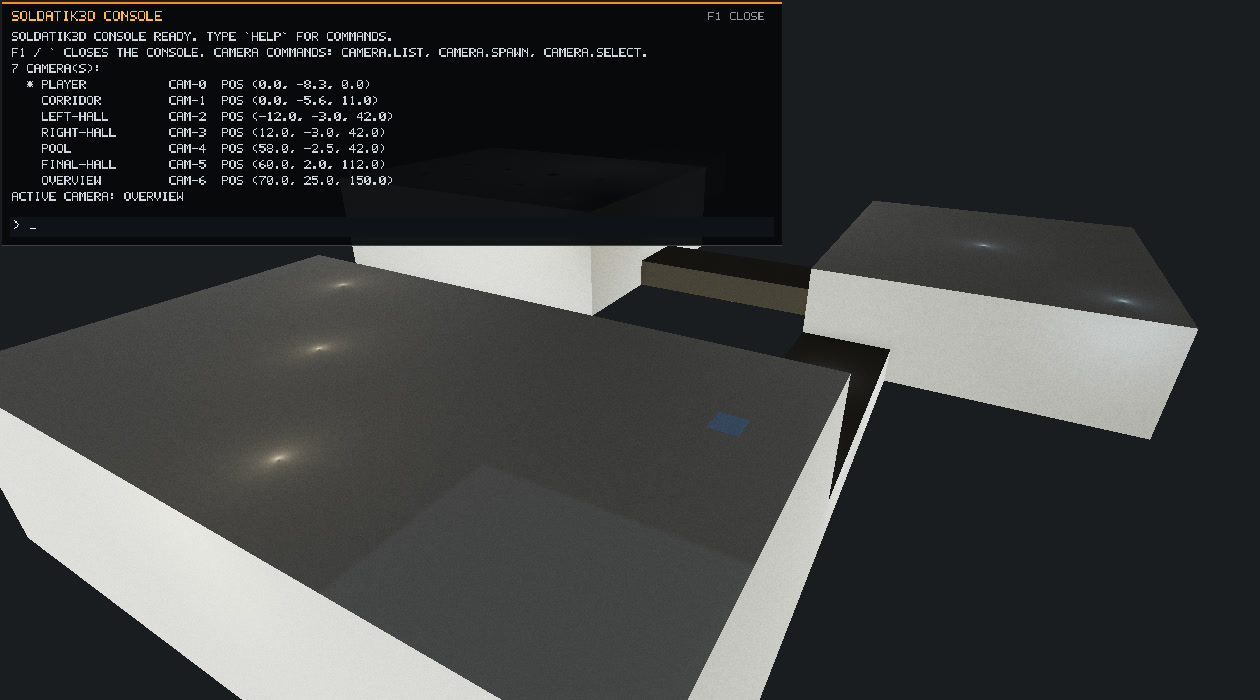 SOLDATIK3D CONSOLE F1 CLOSE
SOLDATIK3D CONSOLE READY. TYPE `HELP` FOR COMMANDS.
F1 / ` CLOSES THE CONSOLE. CAMERA COMMANDS: CAMERA.LIST, CAMERA.SPAWN, CAMERA.SELECT.
7 CAMERA(S):
* PLAYER CAM-0 POS (0.0, -8.3, 0.0)
CORRIDOR CAM-1 POS (0.0, -5.6, 11.0)
LEFT-HALL CAM-2 POS (-12.0, -3.0, 42.0)
RIGHT-HALL CAM-3 POS (12.0, -3.0, 42.0)
POOL CAM-4 POS (58.0, -2.5, 42.0)
FINAL-HALL CAM-5 POS (60.0, 2.0, 112.0)
OVERVIEW CAM-6 POS (70.0, 25.0, 150.0)
ACTIVE CAMERA: OVERVIEW
> _